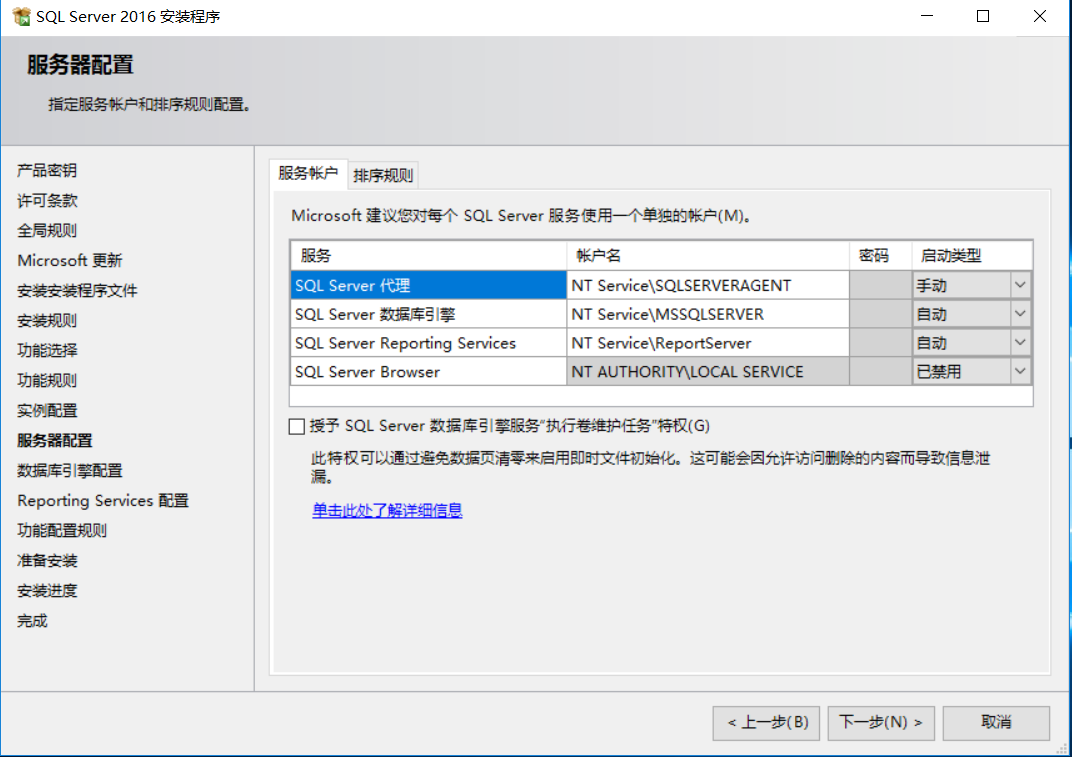 SQL Server 2016 安装程序
服务器配置
指定服务帐户和排序规则配置。
产品密钥
许可条款
全局规则
Microsoft 更新
安装安装程序文件
安装规则
功能选择
功能规则
实例配置
服务器配置
数据库引擎配置
Reporting Services 配置
功能配置规则
准备安装
安装进度
完成
服务帐户 排序规则
Microsoft 建议您对每个 SQL Server 服务使用一个单独的帐户(M)。
服务 帐户名 密码 启动类型
SQL Server 代理 NT Service\SQLSERVERAGENT 手动
SQL Server 数据库引擎 NT Service\MSSQLSERVER 自动
SQL Server Reporting Services NT Service\ReportServer 自动
SQL Server Browser NT AUTHORITY\LOCAL SERVICE 已禁用
授予 SQL Server 数据库引擎服务“执行卷维护任务”特权(G)
此特权可以通过避免数据页清零来启用即时文件初始化。这可能会因允许访问删除的内容而导致信息泄
漏。
单击此处了解详细信息
< 上一步(B) 下一步(N) > 取消